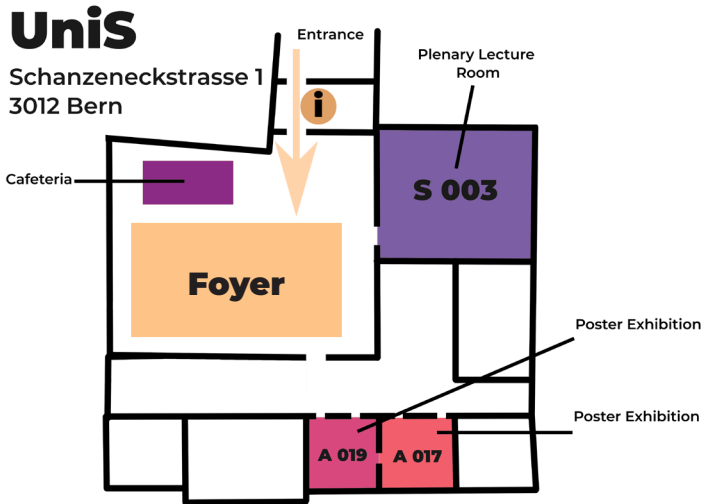 UniS
Schanzeneckstrasse 1
3012 Bern
Entrance
i
Plenary Lecture
Room
Cafeteria
S 003
Foyer
Poster Exhibition
Poster Exhibition
A 019
A 017